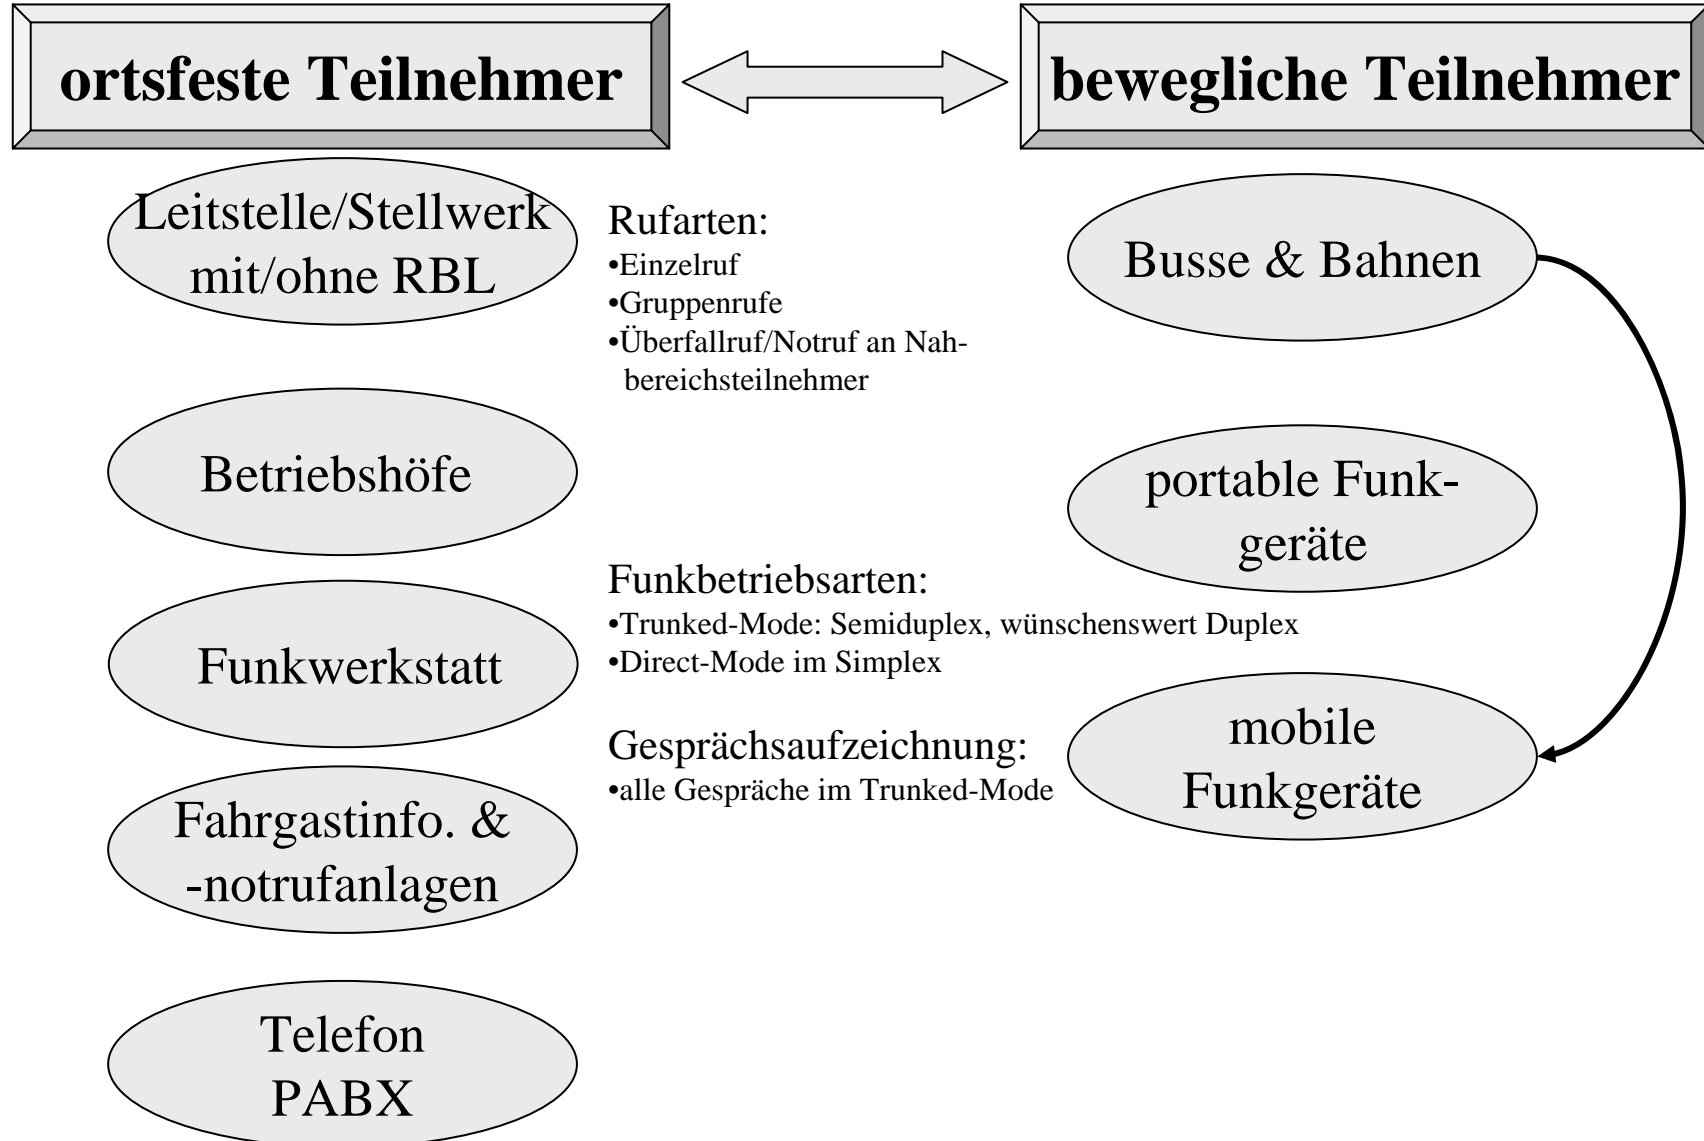 ortsfeste Teilnehmer
bewegliche Teilnehmer
Leitstelle/Stellwerk
mit/ohne RBL
Betriebshöfe
Funkwerkstatt
Fahrgastinfo. &
-notrufanlagen
Telefon
PABX
Rufarten:
•Einzelruf
•Gruppenrufe
•Überfallruf/Notruf an Nah-
bereichsteilnehmer
Funkbetriebsarten:
•Trunked-Mode: Semiduplex, wünschenswert Duplex
•Direct-Mode im Simplex
Gesprächsaufzeichnung:
•alle Gespräche im Trunked-Mode
Busse & Bahnen
portable Funk-
geräte
mobile
Funkgeräte